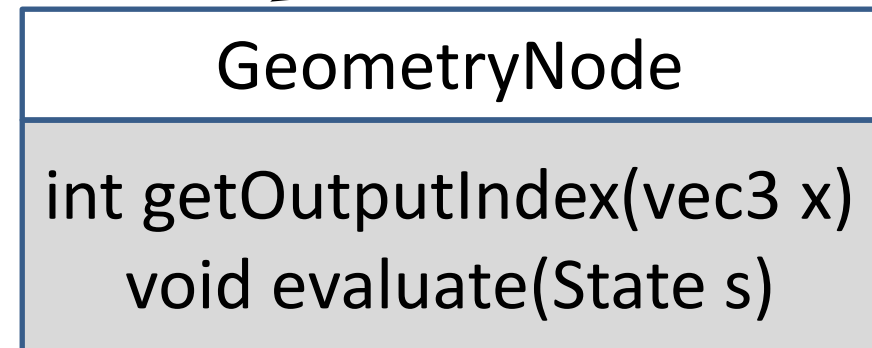 GeometryNode
int getOutputIndex(vec3 x)
void evaluate(State s)